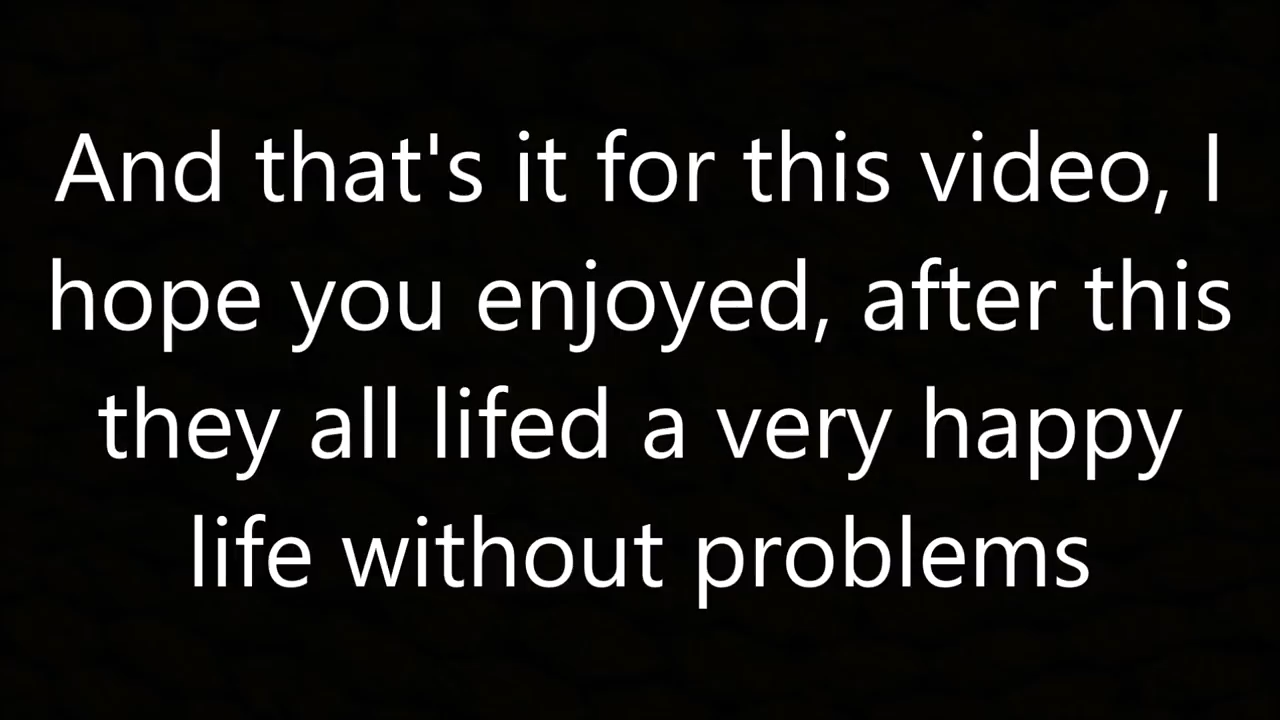 And that's it for this video, I
hope you enjoyed, after this
they all lifed a very happy
life without problems